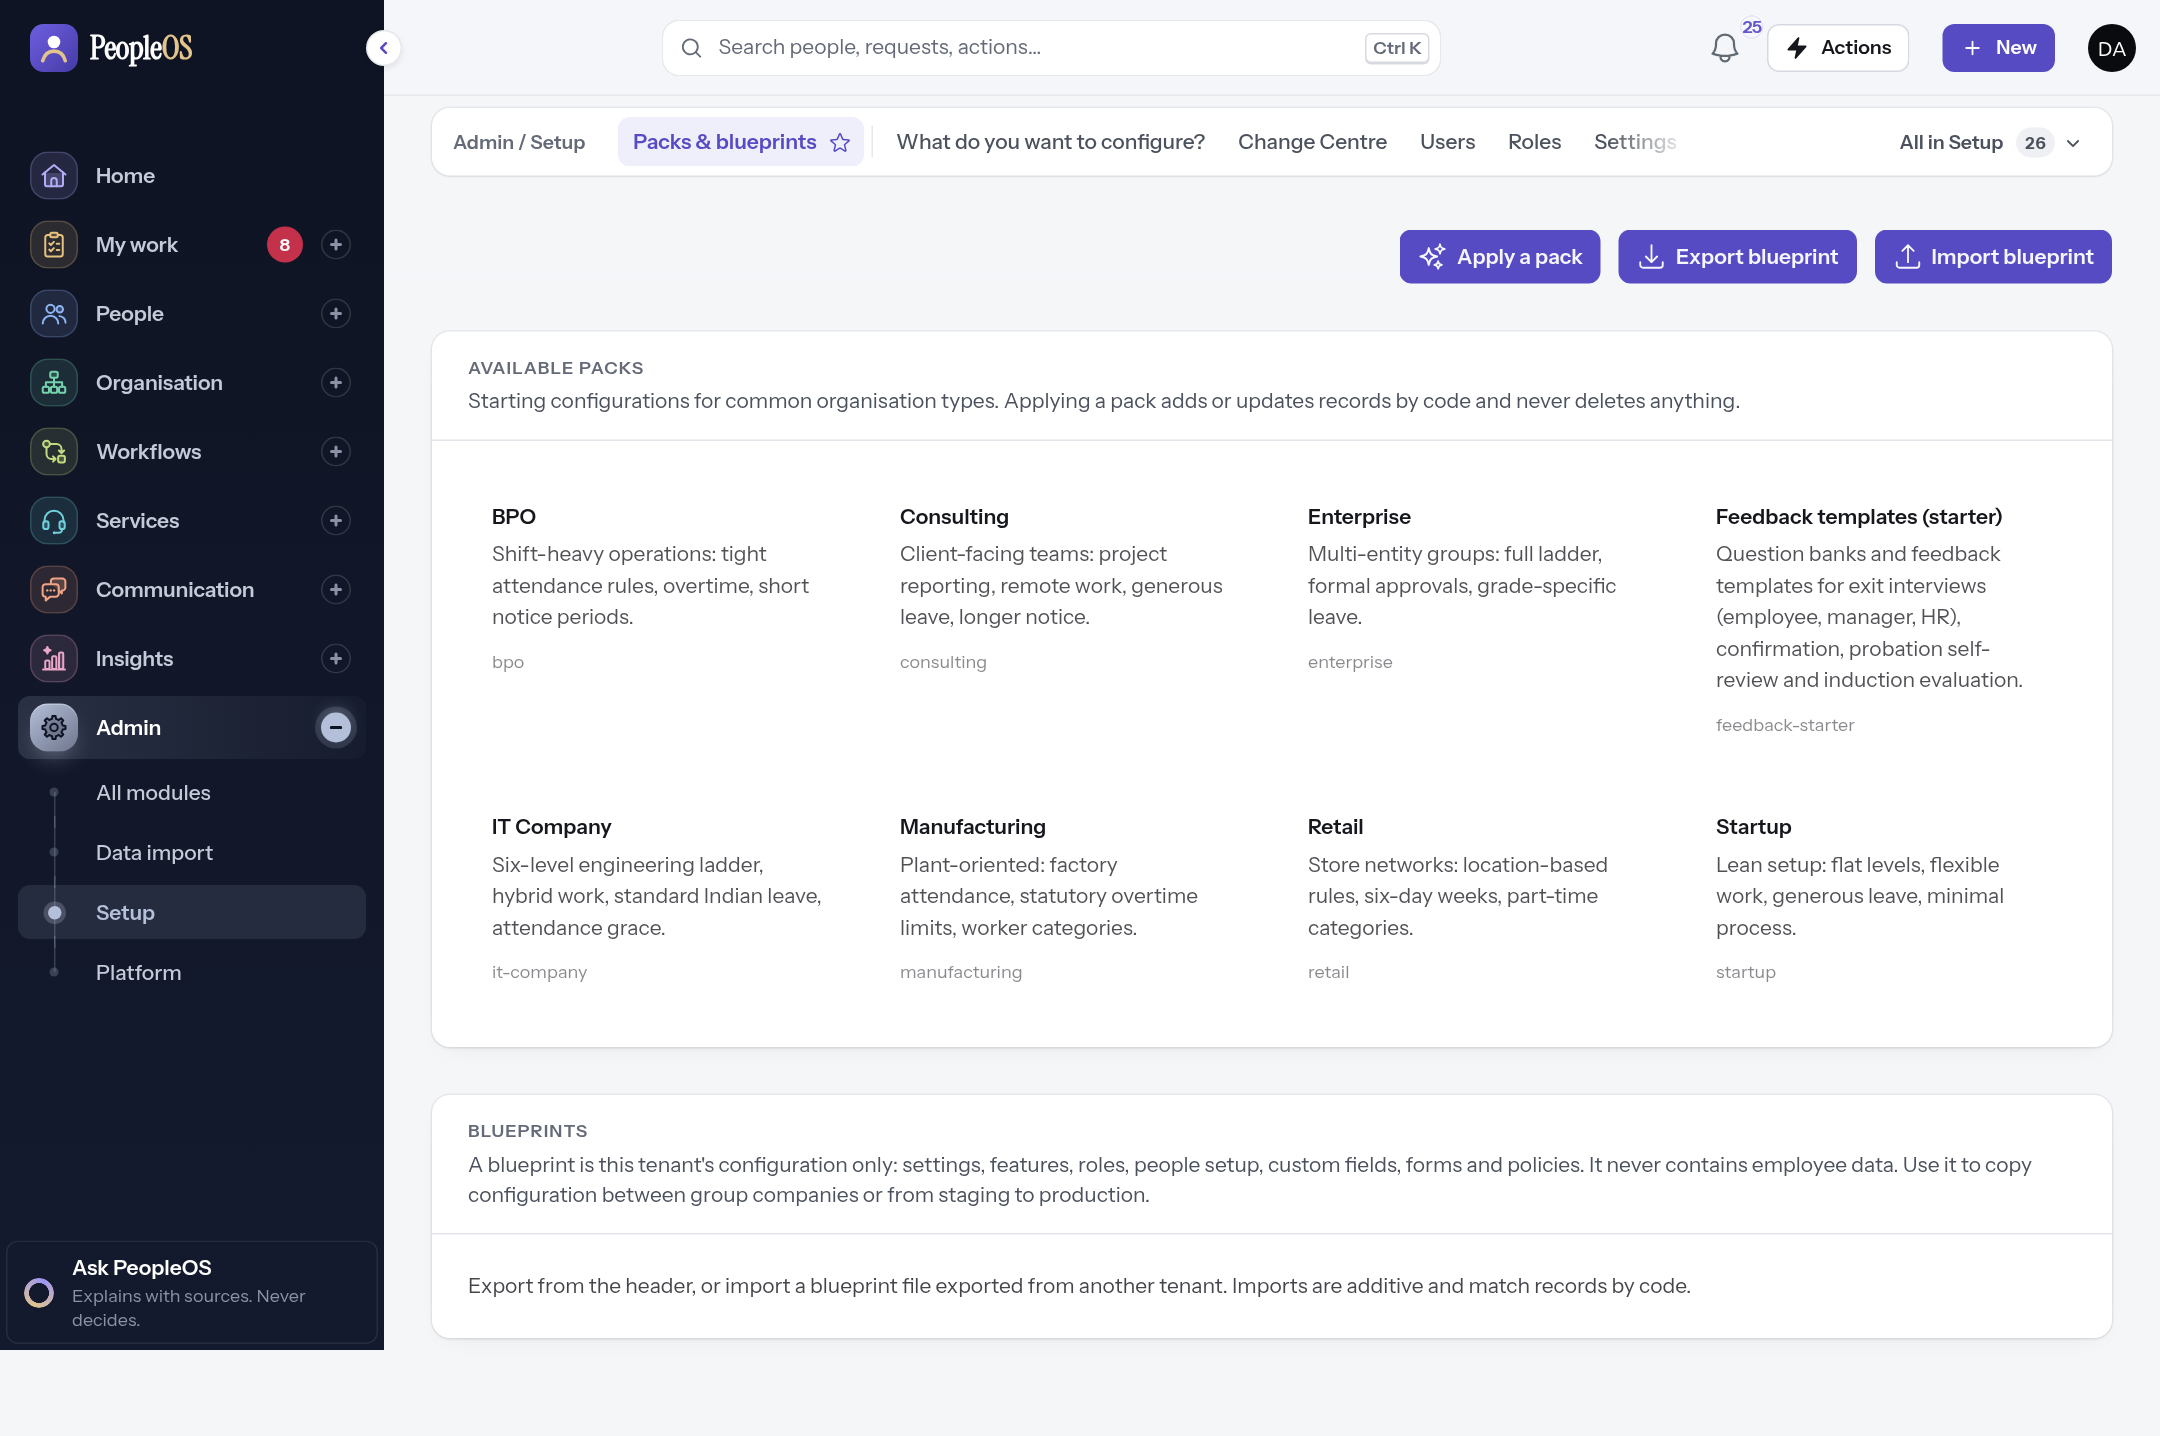 PeopleOS
Search people, requests, actions...
Ctrl K
25
Actions
New
DA
Home
My work
8
People
Organisation
Workflows
Services
Communication
Insights
Admin
All modules
Data import
Setup
Platform
Ask PeopleOS
Explains with sources. Never
decides.
Admin / Setup
Packs & blueprints
What do you want to configure?
Change Centre
Users
Roles
Settings
All in Setup
26
Apply a pack
Export blueprint
Import blueprint
AVAILABLE PACKS
Starting configurations for common organisation types. Applying a pack adds or updates records by code and never deletes anything.
BPO
Shift-heavy operations: tight
attendance rules, overtime, short
notice periods.
bpo
Consulting
Client-facing teams: project
reporting, remote work, generous
leave, longer notice.
consulting
Enterprise
Multi-entity groups: full ladder,
formal approvals, grade-specific
leave.
enterprise
Feedback templates (starter)
Question banks and feedback
templates for exit interviews
(employee, manager, HR),
confirmation, probation self-
review and induction evaluation.
feedback-starter
IT Company
Six-level engineering ladder,
hybrid work, standard Indian leave,
attendance grace.
it-company
Manufacturing
Plant-oriented: factory
attendance, statutory overtime
limits, worker categories.
manufacturing
Retail
Store networks: location-based
rules, six-day weeks, part-time
categories.
retail
Startup
Lean setup: flat levels, flexible
work, generous leave, minimal
process.
startup
BLUEPRINTS
A blueprint is this tenant's configuration only: settings, features, roles, people setup, custom fields, forms and policies. It never contains employee data. Use it to copy
configuration between group companies or from staging to production.
Export from the header, or import a blueprint file exported from another tenant. Imports are additive and match records by code.